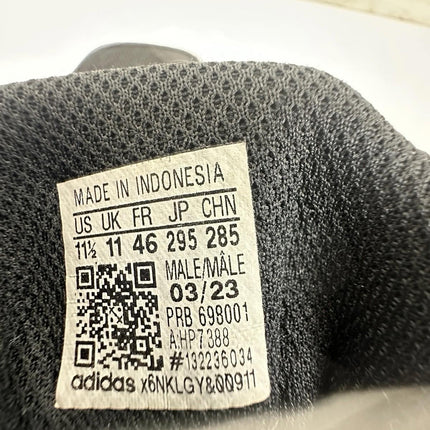 MADE IN INDONESIA
US UK FR JP CHN
11½ 11 46 295 285
MALE/MÂLE
03/23
PRB 698001
A:HP7388
#132236034
adidas x6NKLGY&00911